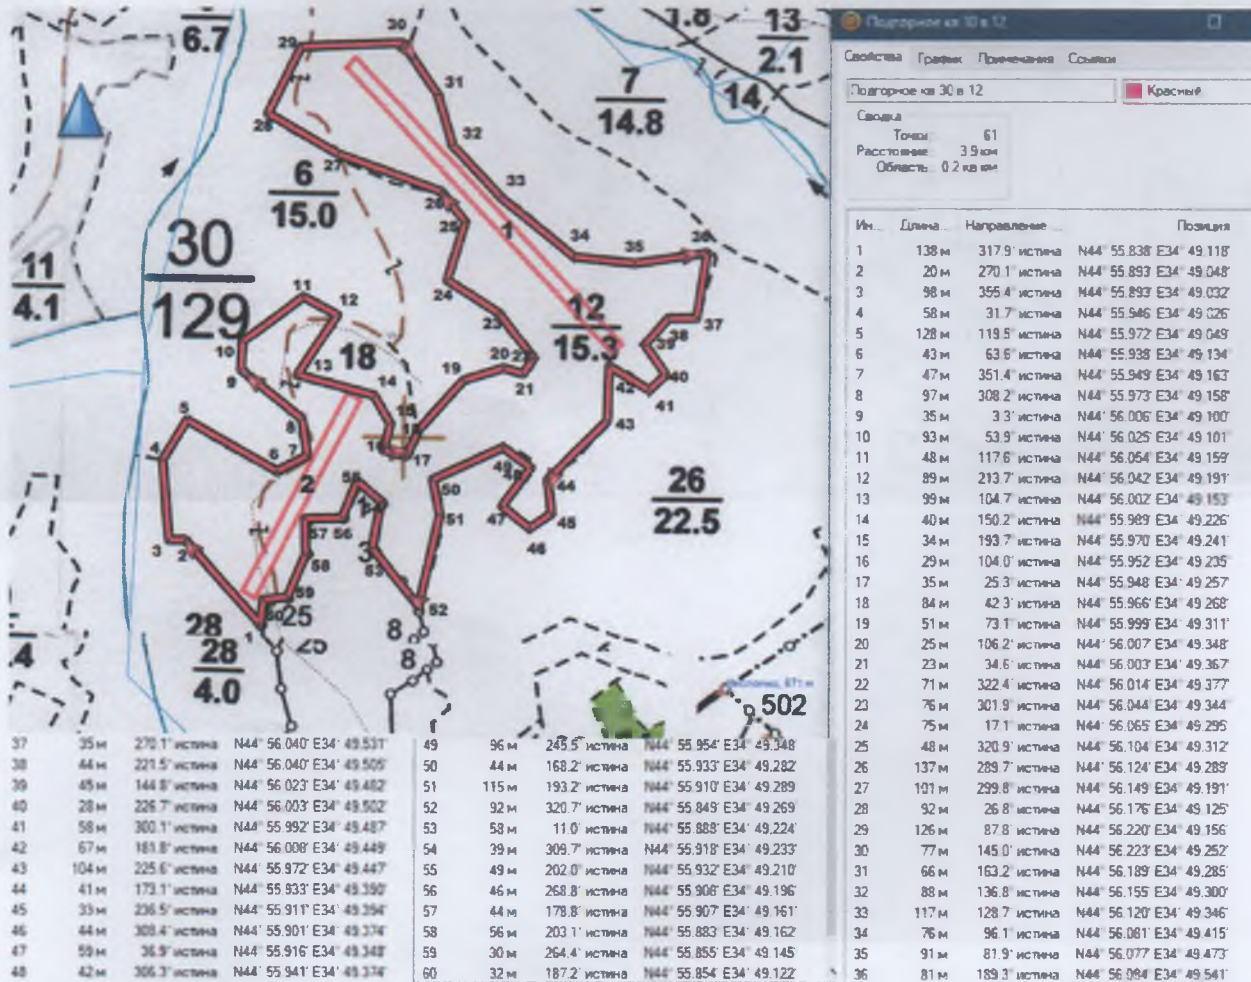 6.7
13
2.1
1.8
14
7
14.8
6
15.0
30
129
11
4.1
12
15.3
18
26
22.5
28
28
4.0
25
25
8
8
502
1
2
3
Подгорное кв 30 в 12
Свойства График Примечания Ссылки
Подгорное кв 30 в 12 Красный
Сводка
Точки: 61
Расстояние: 3.9 км
Область: 0.2 кв км
Ин... Длина... Направление... Позиция
1 138 м 317.9° истина N44° 55.838' E34° 49.118'
2 20 м 270.1° истина N44° 55.893' E34° 49.048'
3 98 м 355.4° истина N44° 55.893' E34° 49.032'
4 58 м 31.7° истина N44° 55.946' E34° 49.026'
5 128 м 119.5° истина N44° 55.972' E34° 49.049'
6 43 м 63.6° истина N44° 55.938' E34° 49.134'
7 47 м 351.4° истина N44° 55.949' E34° 49.163'
8 97 м 308.2° истина N44° 55.973' E34° 49.158'
9 35 м 3.3° истина N44° 56.006' E34° 49.100'
10 93 м 53.9° истина N44° 56.025' E34° 49.101'
11 48 м 117.6° истина N44° 56.054' E34° 49.159'
12 89 м 213.7° истина N44° 56.042' E34° 49.191'
13 99 м 104.7° истина N44° 56.002' E34° 49.153'
14 40 м 150.2° истина N44° 55.989' E34° 49.226'
15 34 м 193.7° истина N44° 55.970' E34° 49.241'
16 29 м 104.0° истина N44° 55.952' E34° 49.235'
17 35 м 25.3° истина N44° 55.948' E34° 49.257'
18 84 м 42.3° истина N44° 55.966' E34° 49.268'
19 51 м 73.1° истина N44° 55.999' E34° 49.311'
20 25 м 106.2° истина N44° 56.007' E34° 49.348'
21 23 м 34.6° истина N44° 56.003' E34° 49.367'
22 71 м 322.4° истина N44° 56.014' E34° 49.377'
23 76 м 301.9° истина N44° 56.044' E34° 49.344'
24 75 м 17.1° истина N44° 56.065' E34° 49.295'
25 48 м 320.9° истина N44° 56.104' E34° 49.312'
26 137 м 289.7° истина N44° 56.124' E34° 49.289'
27 101 м 299.8° истина N44° 56.149' E34° 49.191'
28 92 м 26.8° истина N44° 56.176' E34° 49.125'
29 126 м 87.8° истина N44° 56.220' E34° 49.156'
30 77 м 145.0° истина N44° 56.223' E34° 49.252'
31 66 м 163.2° истина N44° 56.189' E34° 49.285'
32 88 м 136.8° истина N44° 56.155' E34° 49.300'
33 117 м 128.7° истина N44° 56.120' E34° 49.346'
34 76 м 96.1° истина N44° 56.081' E34° 49.415'
35 91 м 81.9° истина N44° 56.077' E34° 49.473'
36 81 м 189.3° истина N44° 56.084' E34° 49.541'
37 35 м 270.1° истина N44° 56.040' E34° 49.531'
38 44 м 221.5° истина N44° 56.040' E34° 49.505'
39 45 м 144.8° истина N44° 56.023' E34° 49.482'
40 28 м 226.7° истина N44° 56.003' E34° 49.502'
41 58 м 300.1° истина N44° 55.992' E34° 49.487'
42 67 м 181.8° истина N44° 56.008' E34° 49.449'
43 104 м 225.6° истина N44° 55.972' E34° 49.447'
44 41 м 173.1° истина N44° 55.933' E34° 49.390'
45 33 м 236.5° истина N44° 55.911' E34° 49.394'
46 44 м 308.4° истина N44° 55.901' E34° 49.374'
47 59 м 36.9° истина N44° 55.916' E34° 49.348'
48 42 м 306.3° истина N44° 55.941' E34° 49.374'
49 96 м 245.5° истина N44° 55.954' E34° 49.348'
50 44 м 168.2° истина N44° 55.933' E34° 49.282'
51 115 м 193.2° истина N44° 55.910' E34° 49.289'
52 92 м 320.7° истина N44° 55.849' E34° 49.269'
53 58 м 11.0° истина N44° 55.888' E34° 49.224'
54 39 м 309.7° истина N44° 55.918' E34° 49.233'
55 49 м 202.0° истина N44° 55.932' E34° 49.210'
56 46 м 268.8° истина N44° 55.906' E34° 49.196'
57 44 м 178.8° истина N44° 55.907' E34° 49.161'
58 56 м 203.1° истина N44° 55.883' E34° 49.162'
59 30 м 264.4° истина N44° 55.855' E34° 49.145'
60 32 м 187.2° истина N44° 55.854' E34° 49.122'